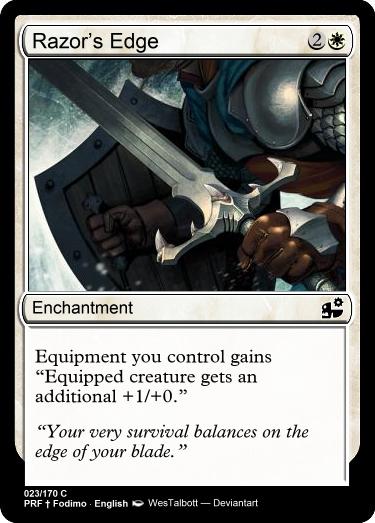 Razor's Edge 2
Enchantment
Equipment you control gains
“Equipped creature gets an
additional +1/+0.”
“Your very survival balances on the
edge of your blade.”
023/170 C
PRF † Fodimo · English WesTalbott — Deviantart